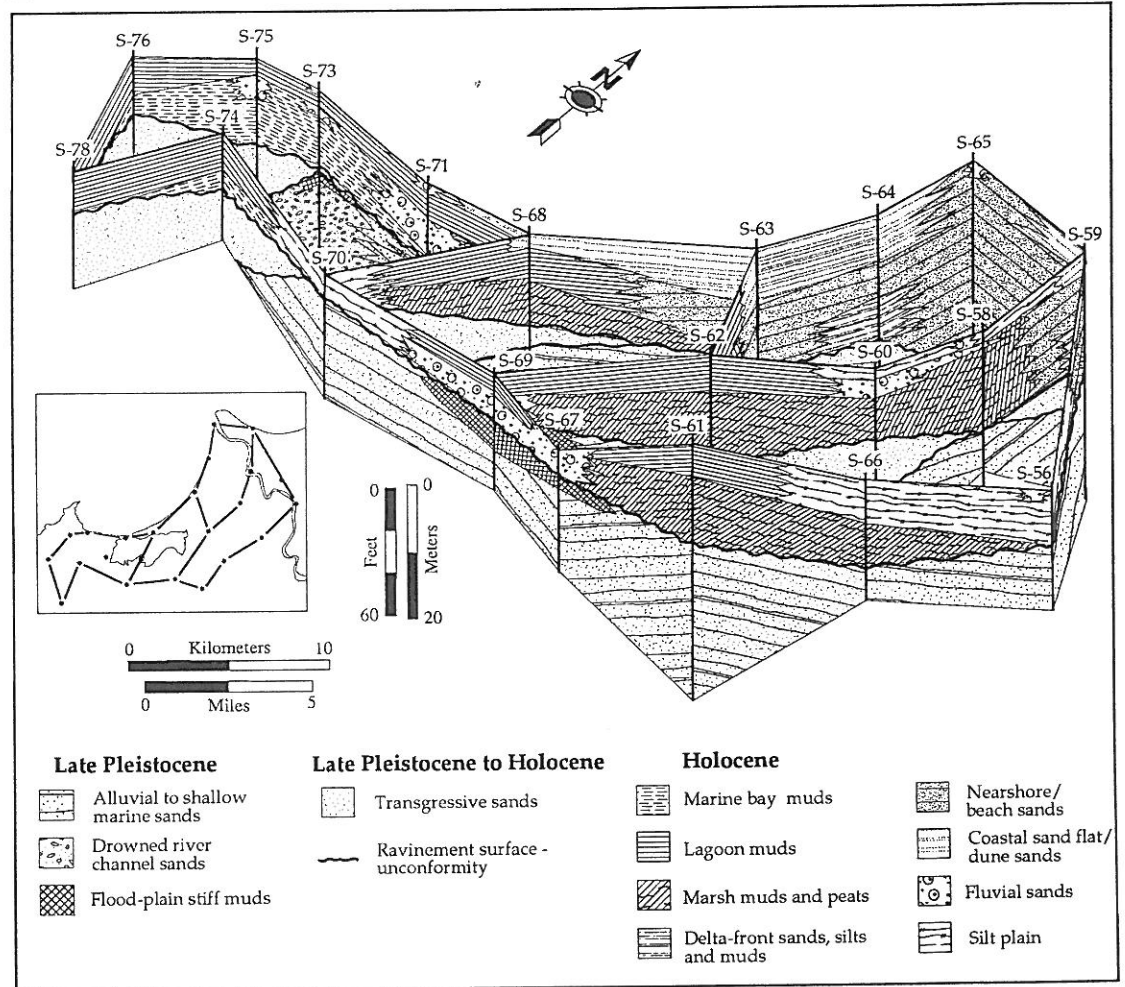 S-76
S-75
S-73
S-74
S-78
S-71
S-68
S-70
N
S-65
S-64
S-63
S-59
S-58
S-62
S-60
S-69
S-67
S-61
S-66
S-56
0
0
Feet
Meters
60
20
0 Kilometers 10
0 Miles 5
Late Pleistocene
Alluvial to shallow
marine sands
Drowned river
channel sands
Flood-plain stiff muds
Late Pleistocene to Holocene
Transgressive sands
Ravinement surface -
unconformity
Holocene
Marine bay muds
Lagoon muds
Marsh muds and peats
Delta-front sands, silts
and muds
Nearshore/
beach sands
Coastal sand flat/
dune sands
Fluvial sands
Silt plain